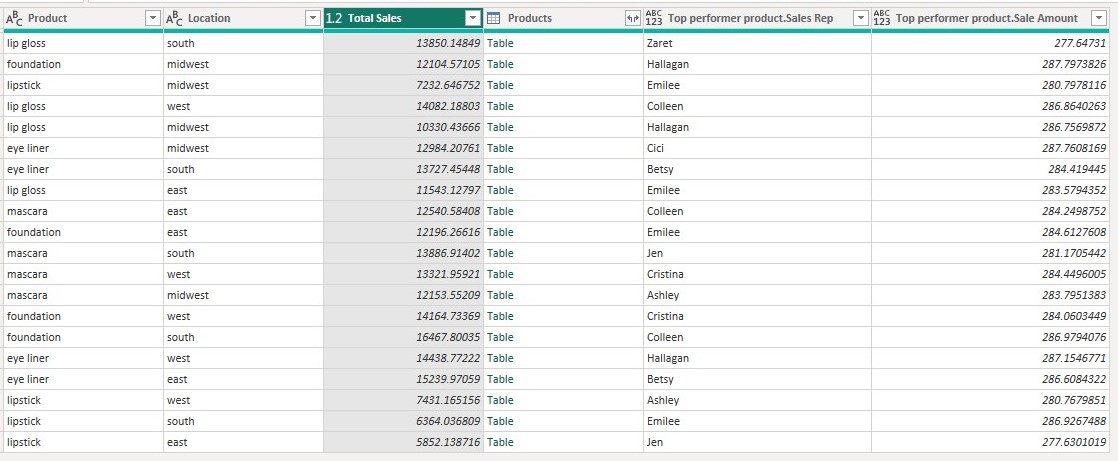 ABC Product ABC Location 1.2 Total Sales Products ABC 123 Top performer product.Sales Rep ABC 123 Top performer product.Sale Amount
lip gloss south 13850.14849 Table Zaret 277.64731
foundation midwest 12104.57105 Table Hallagan 287.7973826
lipstick midwest 7232.646752 Table Emilee 280.7978116
lip gloss west 14082.18803 Table Colleen 286.8640263
lip gloss midwest 10330.43666 Table Hallagan 286.7569872
eye liner midwest 12984.20761 Table Cici 287.7608169
eye liner south 13727.45448 Table Betsy 284.419445
lip gloss east 11543.12797 Table Emilee 283.5794352
mascara east 12540.58408 Table Colleen 284.2498752
foundation east 12196.26616 Table Emilee 284.6127608
mascara south 13886.91402 Table Jen 281.1705442
mascara west 13321.95921 Table Cristina 284.4496005
mascara midwest 12153.55209 Table Ashley 283.7951383
foundation west 14164.73369 Table Cristina 284.0603449
foundation south 16467.80035 Table Colleen 286.9794076
eye liner west 14438.77222 Table Hallagan 287.1546771
eye liner east 15239.97059 Table Betsy 286.6084322
lipstick west 7431.165156 Table Ashley 280.7679851
lipstick south 6364.036809 Table Emilee 286.9267488
lipstick east 5852.138716 Table Jen 277.6301019